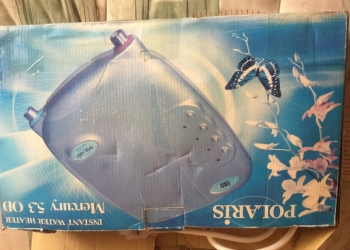 POLARIS
INSTANT WATER HEATER
Mercury 5.3 OD